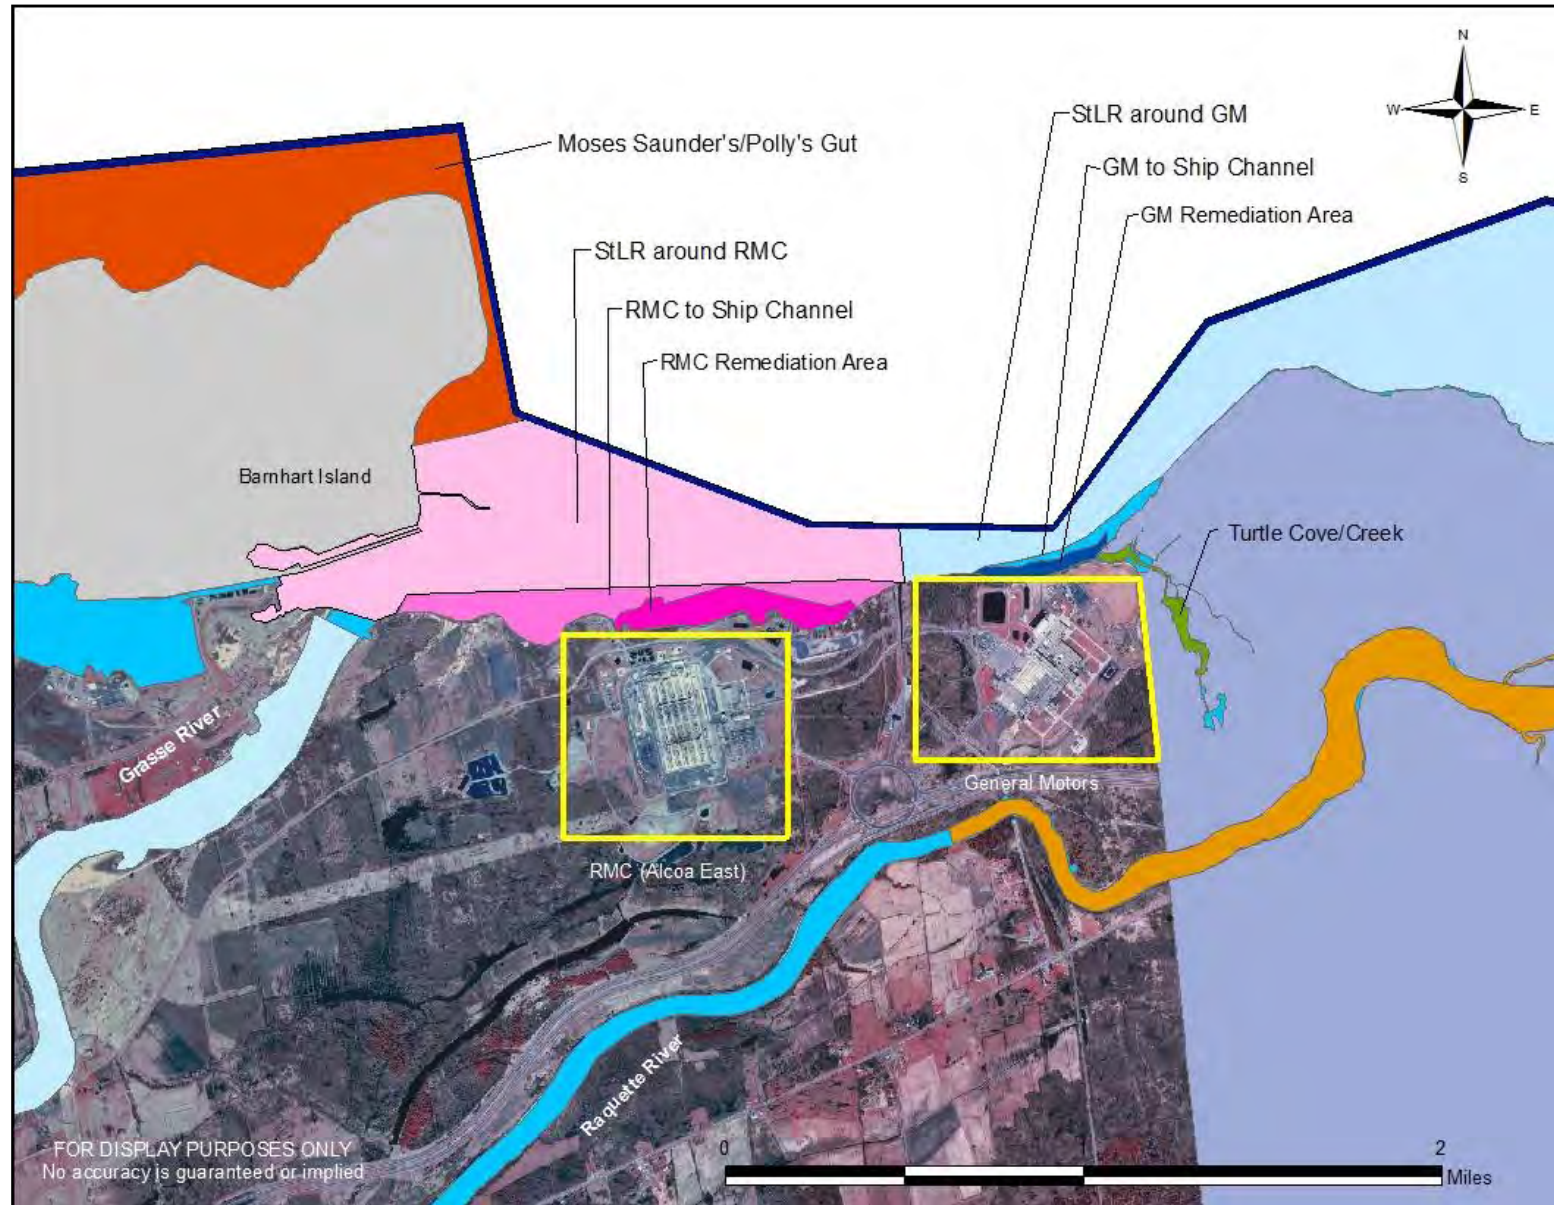 N
W
E
S
StLR around GM
Moses Saunder's/Polly's Gut
GM to Ship Channel
GM Remediation Area
StLR around RMC
RMC to Ship Channel
RMC Remediation Area
Barnhart Island
Turtle Cove/Creek
Grasse River
General Motors
RMC (Alcoa East)
Raquette River
FOR DISPLAY PURPOSES ONLY
No accuracy is guaranteed or implied
0
2
Miles